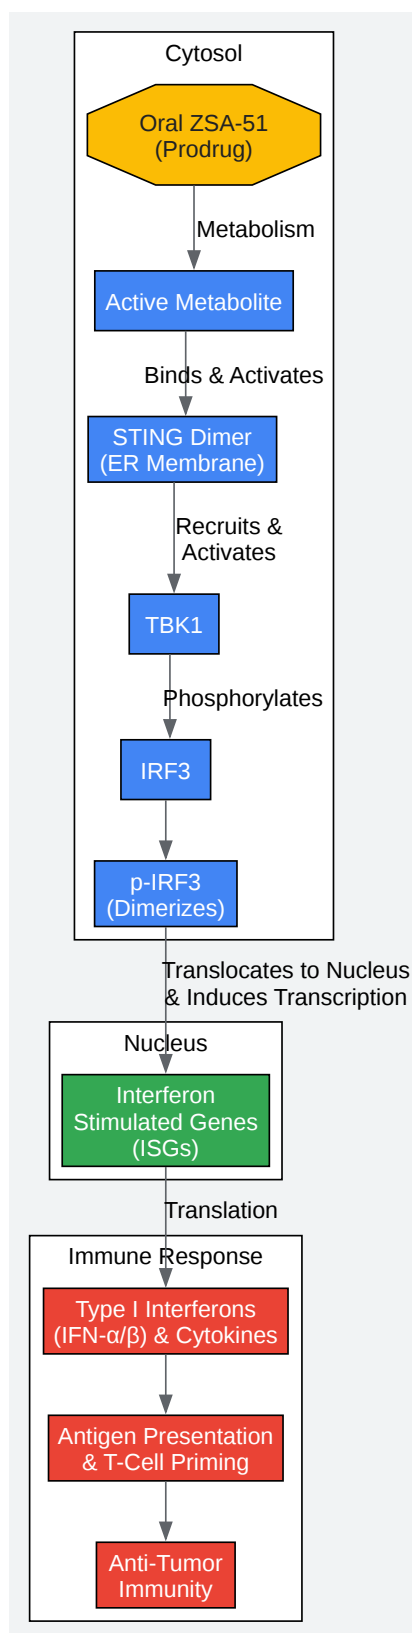 Cytosol
Oral ZSA-51
(Prodrug)
Metabolism
Active Metabolite
Binds & Activates
STING Dimer
(ER Membrane)
Recruits &
Activates
TBK1
Phosphorylates
IRF3
p-IRF3
(Dimerizes)
Translocates to Nucleus
& Induces Transcription
Nucleus
Interferon
Stimulated Genes
(ISGs)
Translation
Immune Response
Type I Interferons
(IFN-α/β) & Cytokines
Antigen Presentation
& T-Cell Priming
Anti-Tumor
Immunity